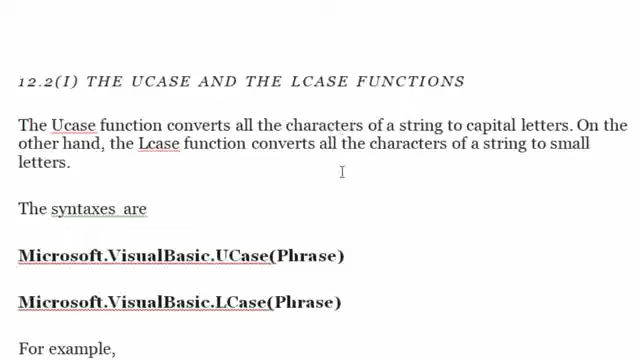 12.2(I) THE UCASE AND THE LCASE FUNCTIONS
The Ucase function converts all the characters of a string to capital letters. On the
other hand, the Lcase function converts all the characters of a string to small
letters.
The syntaxes are
Microsoft.VisualBasic.UCase(Phrase)
Microsoft.VisualBasic.LCase(Phrase)
For example,